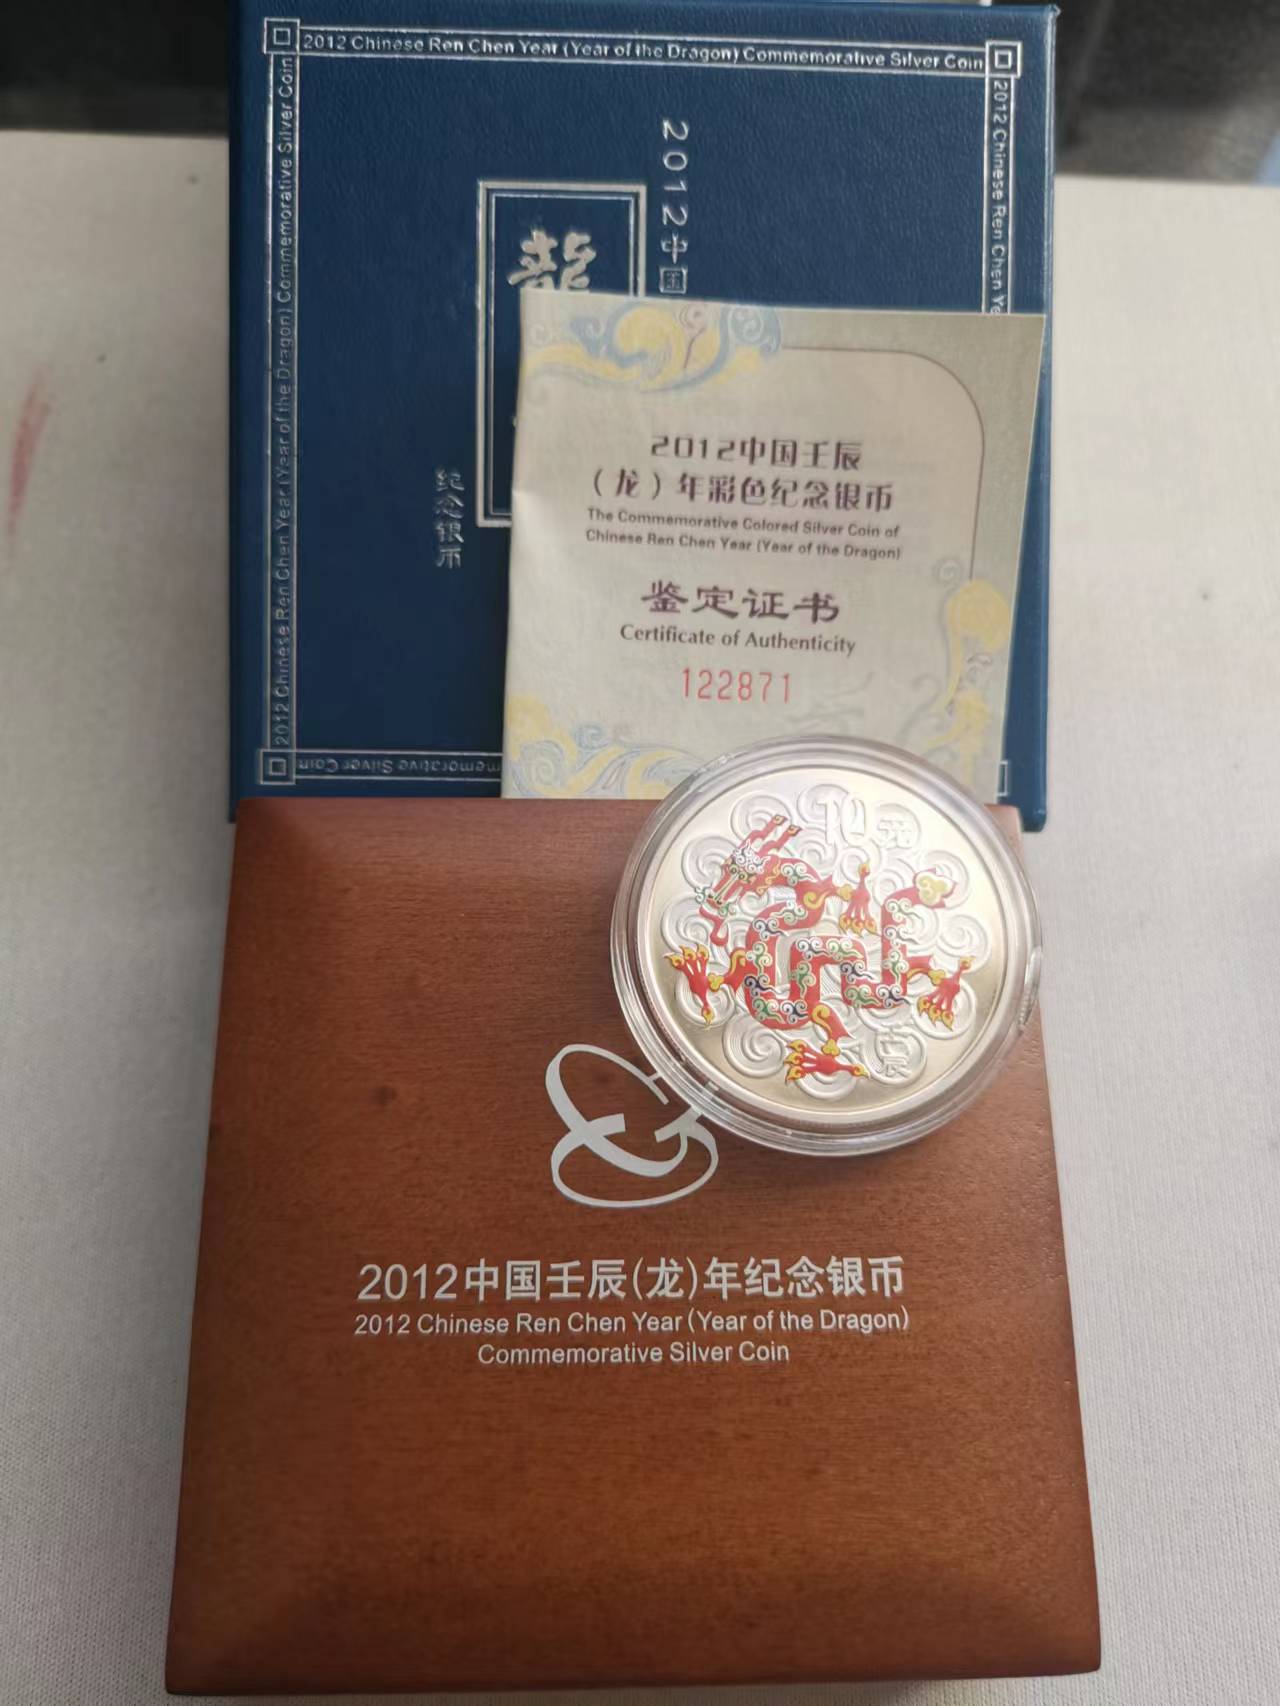 2012 Chinese Ren Chen Year (Year of the Dragon) Commemorative Silver Coin
2012 Chinese Ren Chen Year (Year of the Dragon) Commemorative Silver Coin
2012 Chinese Ren Chen Ye
2012中国
龍
纪念银币
memorative Silver Coin
2012中国壬辰
(龙)年彩色纪念银币
The Commemorative Colored Silver Coin of
Chinese Ren Chen Year (Year of the Dragon)
鉴定证书
Certificate of Authenticity
122871
10元
壬辰
2012中国壬辰(龙)年纪念银币
2012 Chinese Ren Chen Year (Year of the Dragon)
Commemorative Silver Coin